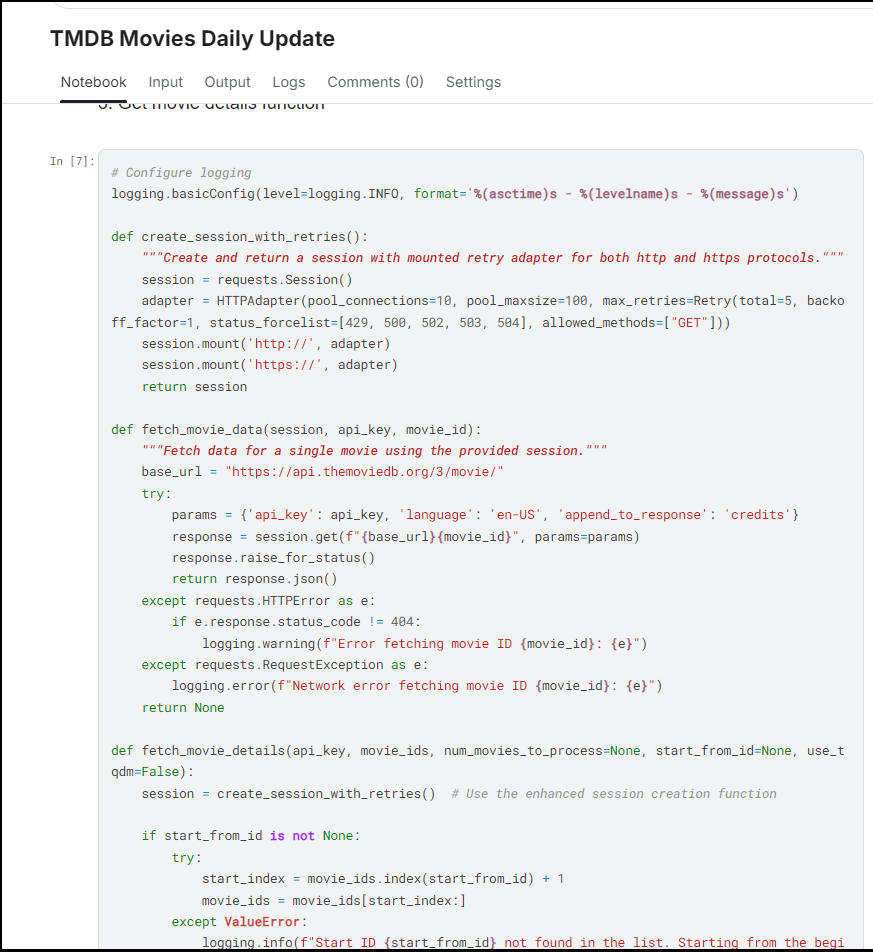 TMDB Movies Daily Update
Notebook Input Output Logs Comments (0) Settings
Get movie details function
In [7]:
# Configure logging
logging.basicConfig(level=logging.INFO, format='%(asctime)s - %(levelname)s - %(message)s')
def create_session_with_retries():
"""Create and return a session with mounted retry adapter for both http and https protocols."""
session = requests.Session()
adapter = HTTPAdapter(pool_connections=10, pool_maxsize=100, max_retries=Retry(total=5, backo
ff_factor=1, status_forcelist=[429, 500, 502, 503, 504], allowed_methods=["GET"]))
session.mount('http://', adapter)
session.mount('https://', adapter)
return session
def fetch_movie_data(session, api_key, movie_id):
"""Fetch data for a single movie using the provided session."""
base_url = "https://api.themoviedb.org/3/movie/"
try:
params = {'api_key': api_key, 'language': 'en-US', 'append_to_response': 'credits'}
response = session.get(f"{base_url}{movie_id}", params=params)
response.raise_for_status()
return response.json()
except requests.HTTPError as e:
if e.response.status_code != 404:
logging.warning(f"Error fetching movie ID {movie_id}: {e}")
except requests.RequestException as e:
logging.error(f"Network error fetching movie ID {movie_id}: {e}")
return None
def fetch_movie_details(api_key, movie_ids, num_movies_to_process=None, start_from_id=None, use_t
qdm=False):
session = create_session_with_retries()  # Use the enhanced session creation function
if start_from_id is not None:
try:
start_index = movie_ids.index(start_from_id) + 1
movie_ids = movie_ids[start_index:]
except ValueError:
logging.info(f"Start ID {start_from_id} not found in the list. Starting from the begi